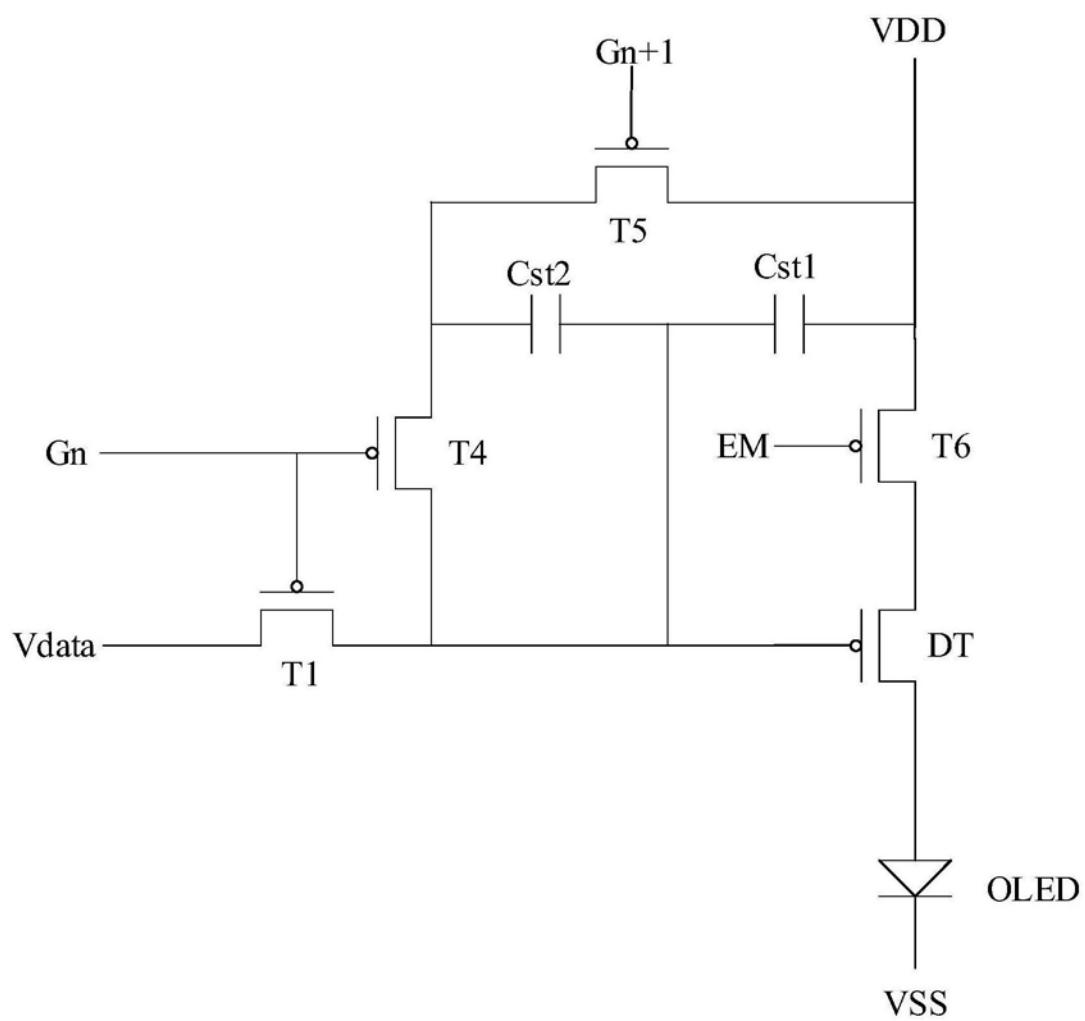 VDD
Gn+1
T5
Cst2
Cst1
Gn
T4
EM
T6
Vdata
T1
DT
OLED
VSS